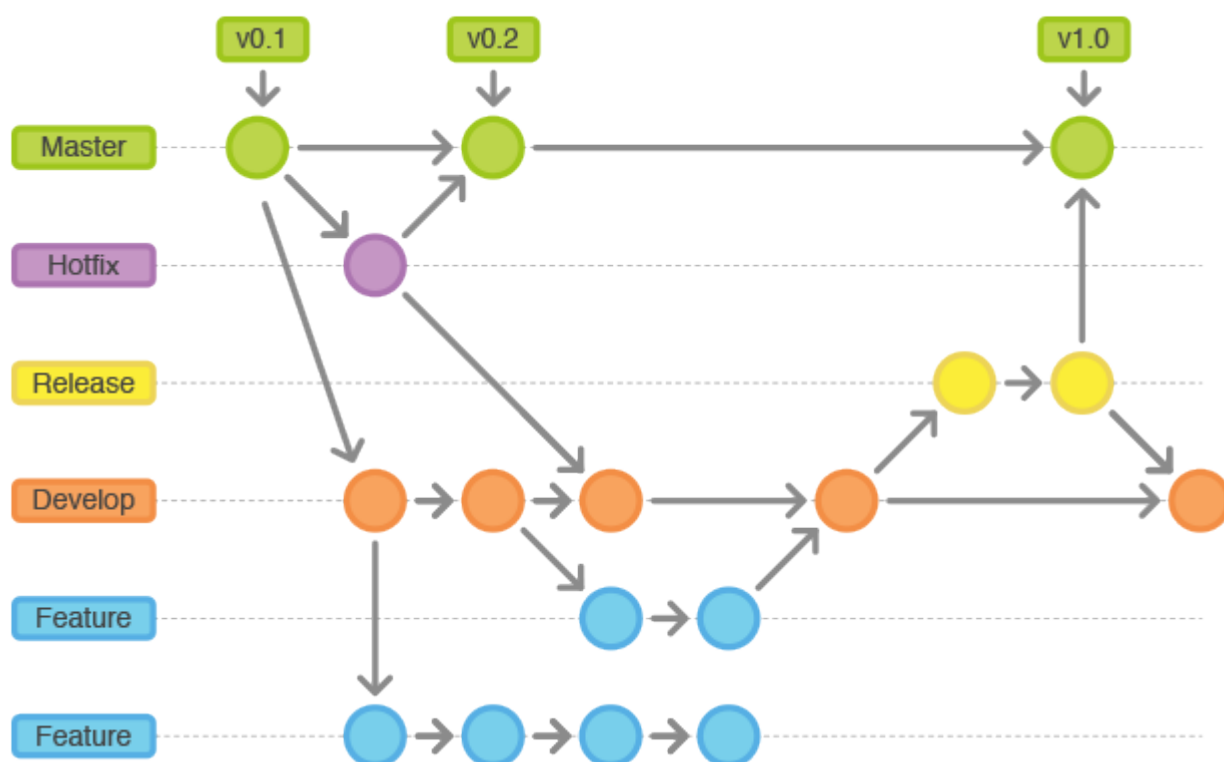 v0.1
v0.2
v1.0
Master
Hotfix
Release
Develop
Feature
Feature